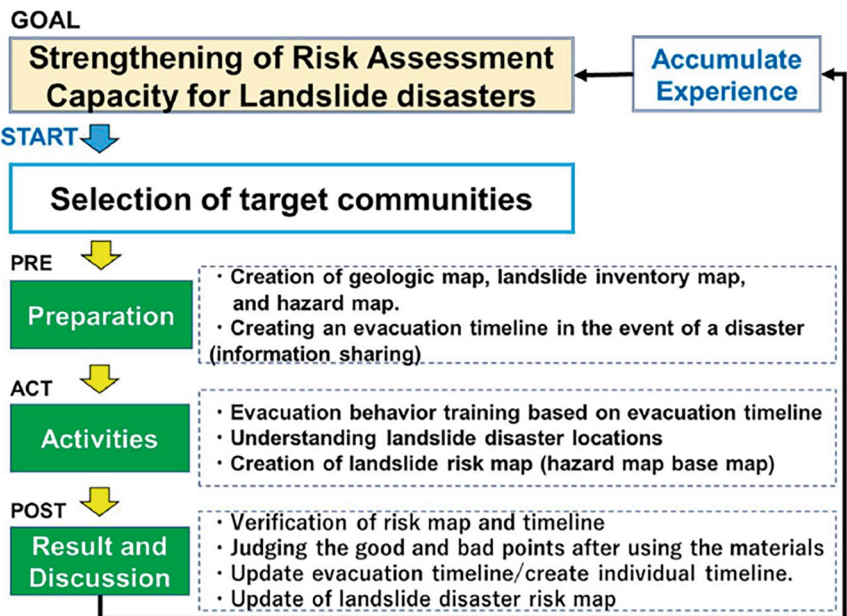 GOAL
Strengthening of Risk Assessment
Capacity for Landslide disasters
Accumulate
Experience
START
Selection of target communities
PRE
Preparation
・Creation of geologic map, landslide inventory map,
and hazard map.
・Creating an evacuation timeline in the event of a disaster
(information sharing)
ACT
Activities
・Evacuation behavior training based on evacuation timeline
・Understanding landslide disaster locations
・Creation of landslide risk map (hazard map base map)
POST
Result and
Discussion
・Verification of risk map and timeline
・Judging the good and bad points after using the materials
・Update evacuation timeline/create individual timeline.
・Update of landslide disaster risk map